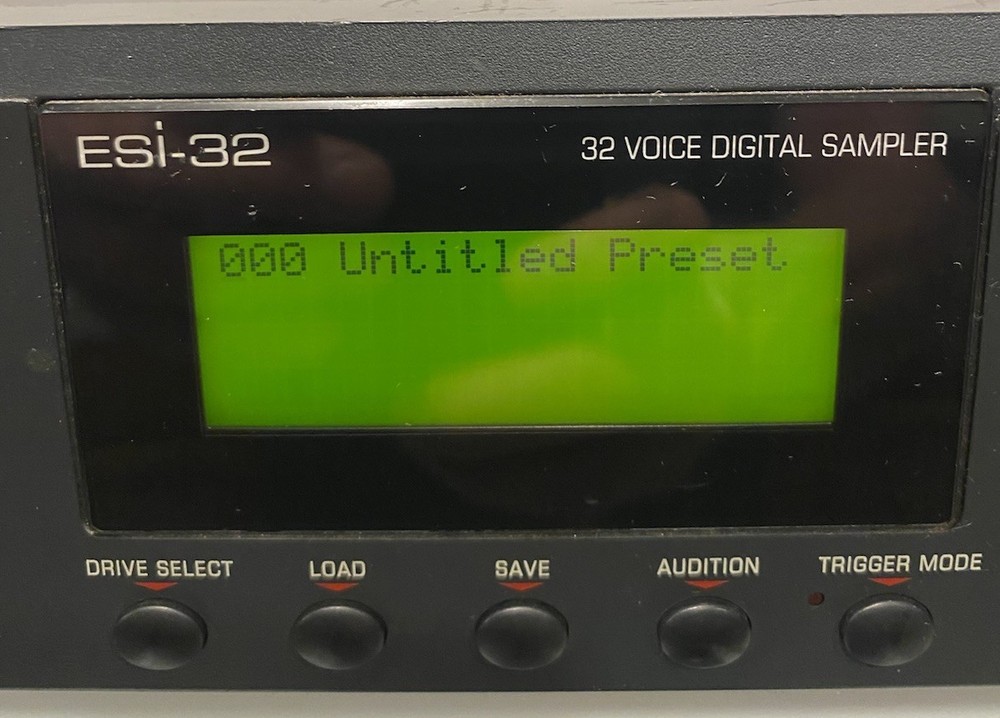 ESi-32
32 VOICE DIGITAL SAMPLER
000 Untitled Preset
DRIVE SELECT
LOAD
SAVE
AUDITION
TRIGGER MODE